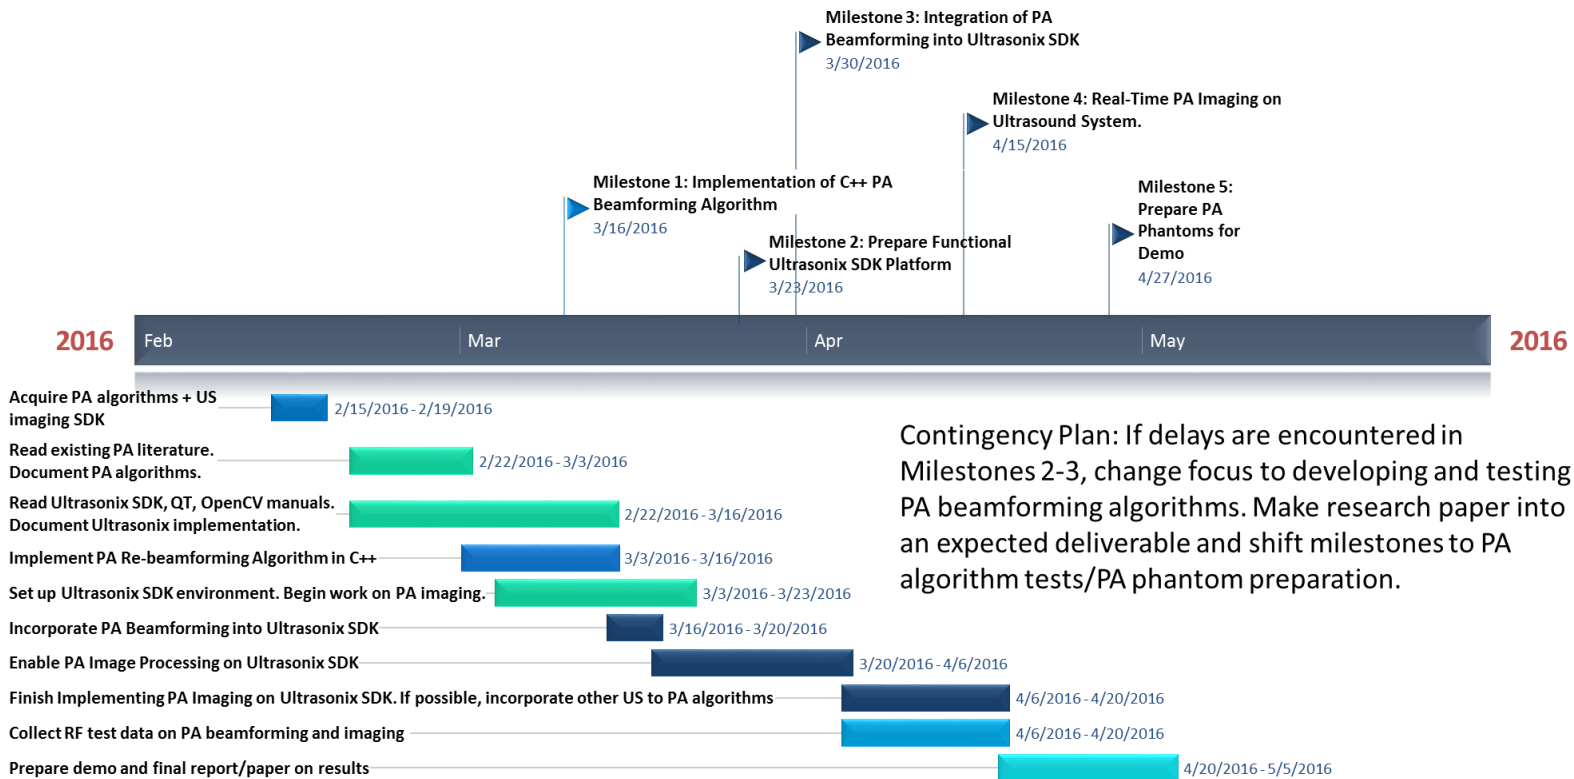 Milestone 3: Integration of PA
Beamforming into Ultrasonix SDK
3/30/2016
Milestone 4: Real-Time PA Imaging on
Ultrasound System.
4/15/2016
Milestone 1: Implementation of C++ PA
Beamforming Algorithm
3/16/2016
Milestone 5:
Prepare PA
Phantoms for
Demo
4/27/2016
Milestone 2: Prepare Functional
Ultrasonix SDK Platform
3/23/2016
2016
Feb
Mar
Apr
May
2016
Acquire PA algorithms + US
imaging SDK
2/15/2016 - 2/19/2016
Read existing PA literature.
Document PA algorithms.
2/22/2016 - 3/3/2016
Read Ultrasonix SDK, QT, OpenCV manuals.
Document Ultrasonix implementation.
2/22/2016 - 3/16/2016
Implement PA Re-beamforming Algorithm in C++
3/3/2016 - 3/16/2016
Set up Ultrasonix SDK environment. Begin work on PA imaging.
3/3/2016 - 3/23/2016
Incorporate PA Beamforming into Ultrasonix SDK
3/16/2016 - 3/20/2016
Enable PA Image Processing on Ultrasonix SDK
3/20/2016 - 4/6/2016
Finish Implementing PA Imaging on Ultrasonix SDK. If possible, incorporate other US to PA algorithms
4/6/2016 - 4/20/2016
Collect RF test data on PA beamforming and imaging
4/6/2016 - 4/20/2016
Prepare demo and final report/paper on results
4/20/2016 - 5/5/2016
Contingency Plan: If delays are encountered in
Milestones 2-3, change focus to developing and testing
PA beamforming algorithms. Make research paper into
an expected deliverable and shift milestones to PA
algorithm tests/PA phantom preparation.